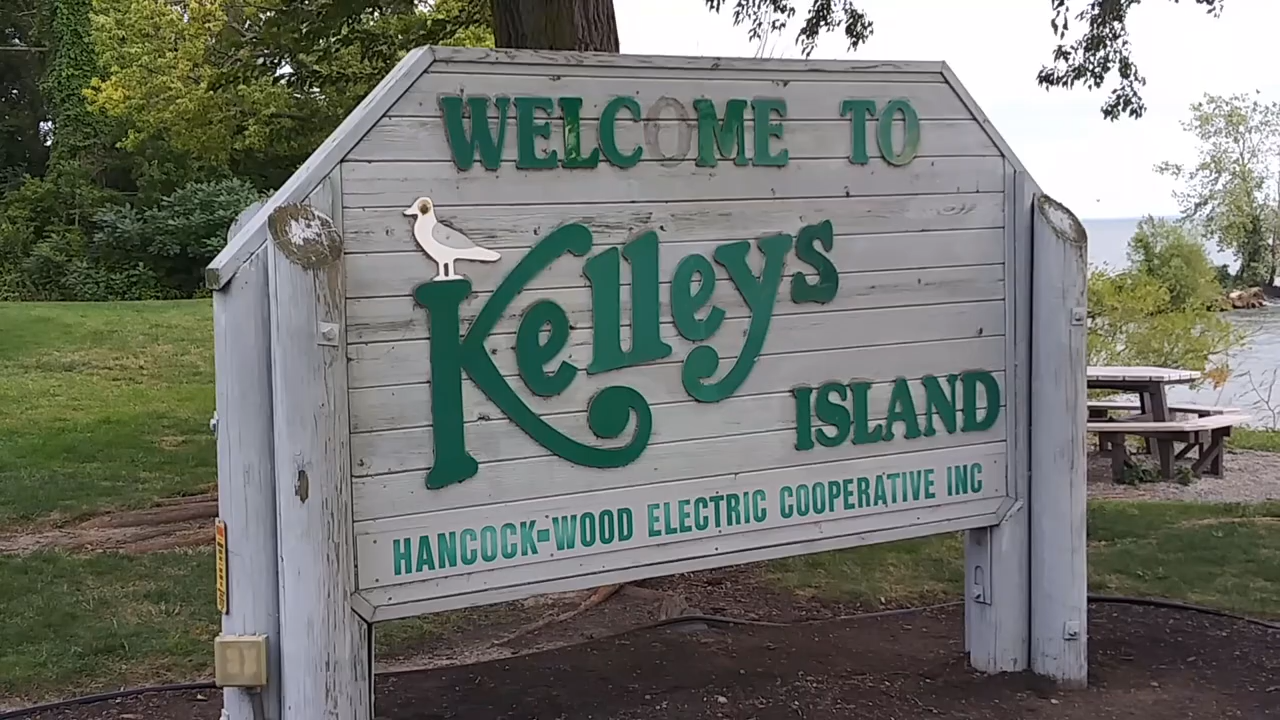 WELCOME TO
Kelleys
ISLAND
HANCOCK-WOOD ELECTRIC COOPERATIVE INC